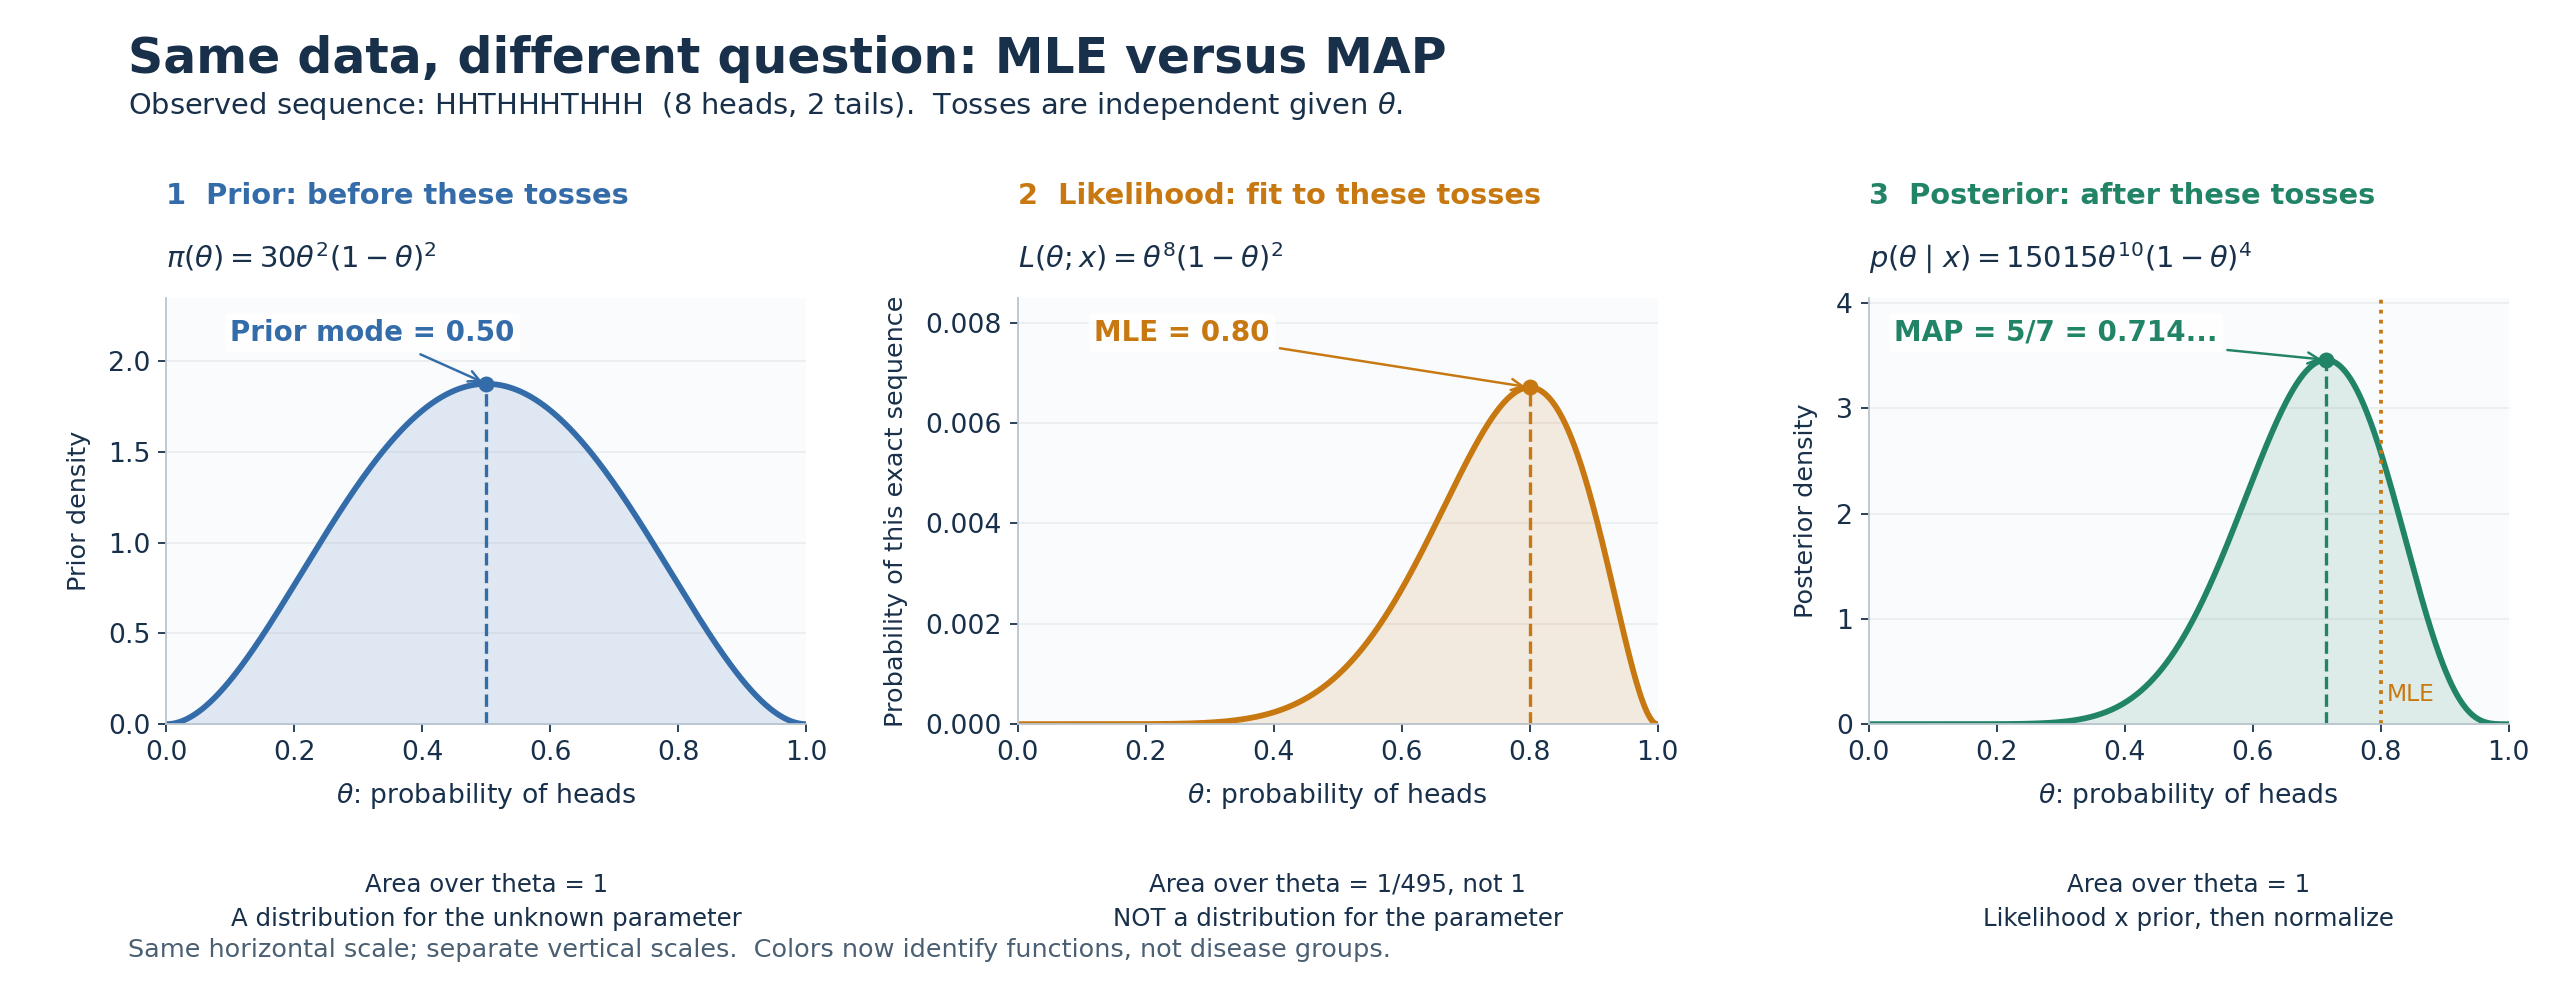 Same data, different question: MLE versus MAP
Observed sequence: HHTHHHTHHH  (8 heads, 2 tails).  Tosses are independent given θ.
1  Prior: before these tosses
π(θ) = 30θ²(1 − θ)²
Prior mode = 0.50
Prior density
2.0
1.5
1.0
0.5
0.0
0.0 0.2 0.4 0.6 0.8 1.0
θ: probability of heads
Area over theta = 1
A distribution for the unknown parameter
2  Likelihood: fit to these tosses
L(θ; x) = θ⁸(1 − θ)²
MLE = 0.80
Probability of this exact sequence
0.008
0.006
0.004
0.002
0.000
0.0 0.2 0.4 0.6 0.8 1.0
θ: probability of heads
Area over theta = 1/495, not 1
NOT a distribution for the parameter
3  Posterior: after these tosses
p(θ | x) = 15015θ¹⁰(1 − θ)⁴
MAP = 5/7 = 0.714...
Posterior density
4
3
2
1
0
MLE
0.0 0.2 0.4 0.6 0.8 1.0
θ: probability of heads
Area over theta = 1
Likelihood x prior, then normalize
Same horizontal scale; separate vertical scales.  Colors now identify functions, not disease groups.